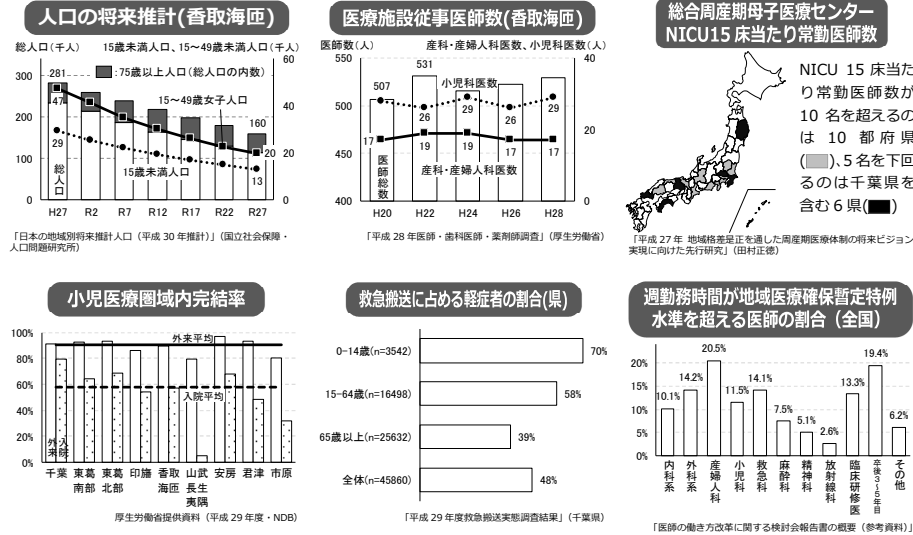 人口の将来推計(香取海匝)
総人口(千人)
15歳未満人口、15~49歳未満人口(千人)
281
:75歳以上人口(総人口の内数)
15~49歳女子人口
47
29
160
20
13
総人口
15歳未満人口
300
200
100
0
60
40
20
0
H27 R2 R7 R12 R17 R22 R27
「日本の地域別将来推計人口(平成30年推計)」(国立社会保障・
人口問題研究所)
医療施設従事医師数(香取海匝)
医師数(人)
産科・産婦人科医数、小児科医数(人)
550
500
450
400
40
20
0
507
531
小児科医数
26 29 26 29
17 19 19 17 17
医師総数
産科・産婦人科医数
H20 H22 H24 H26 H28
「平成28年医師・歯科医師・薬剤師調査」(厚生労働省)
総合周産期母子医療センター
NICU15床当たり常勤医師数
NICU 15 床当た
り常勤医師数が
10 名を超えるの
は 10 都府県
( )、5名を下回
るのは千葉県を
含む6県( )
「平成27年 地域格差是正を通した周産期医療体制の将来ビジョン
実現に向けた先行研究」(田村正徳)
小児医療圏域内完結率
100%
80%
60%
40%
20%
0%
外来平均
入院平均
外来
入院
千葉 東葛南部 東葛北部 印旛 香取海匝 山武長生夷隅 安房 君津 市原
厚生労働省提供資料(平成29年度・NDB)
救急搬送に占める軽症者の割合(県)
0-14歳(n=3542) 70%
15-64歳(n=16498) 58%
65歳以上(n=25632) 39%
全体(n=45860) 48%
「平成29年度救急搬送実態調査結果」(千葉県)
週勤務時間が地域医療確保暫定特例
水準を超える医師の割合(全国)
20%
15%
10%
5%
0%
10.1% 14.2% 20.5% 11.5% 14.1% 7.5% 5.1% 2.6% 13.3% 19.4% 6.2%
内科系 外科系 産婦人科 小児科 救急科 麻酔科 精神科 放射線科 臨床研修医 卒後3~5年目 その他
「医師の働き方改革に関する検討会報告書の概要(参考資料)」